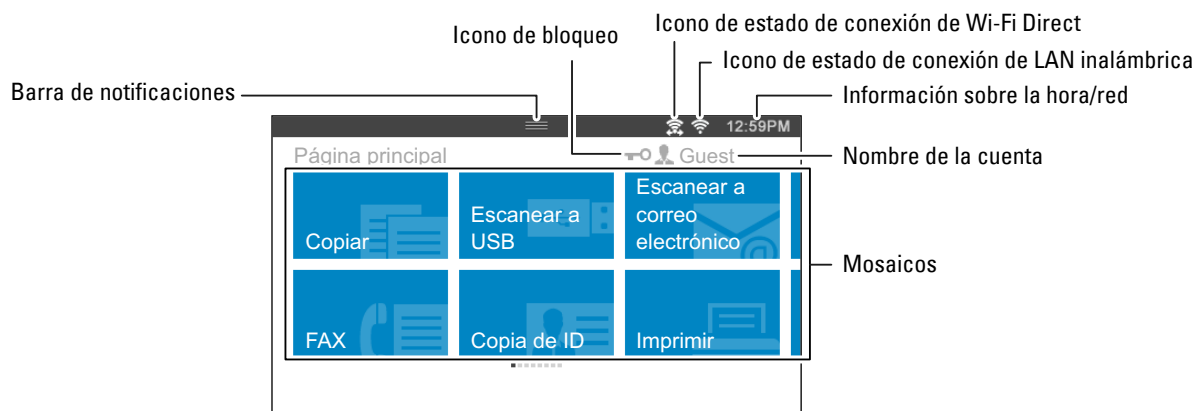 Icono de estado de conexión de Wi-Fi Direct
Icono de bloqueo
Icono de estado de conexión de LAN inalámbrica
Barra de notificaciones
Información sobre la hora/red
12:59PM
Página principal
Guest
Nombre de la cuenta
Copiar
Escanear a
USB
Escanear a
correo
electrónico
Mosaicos
FAX
Copia de ID
Imprimir